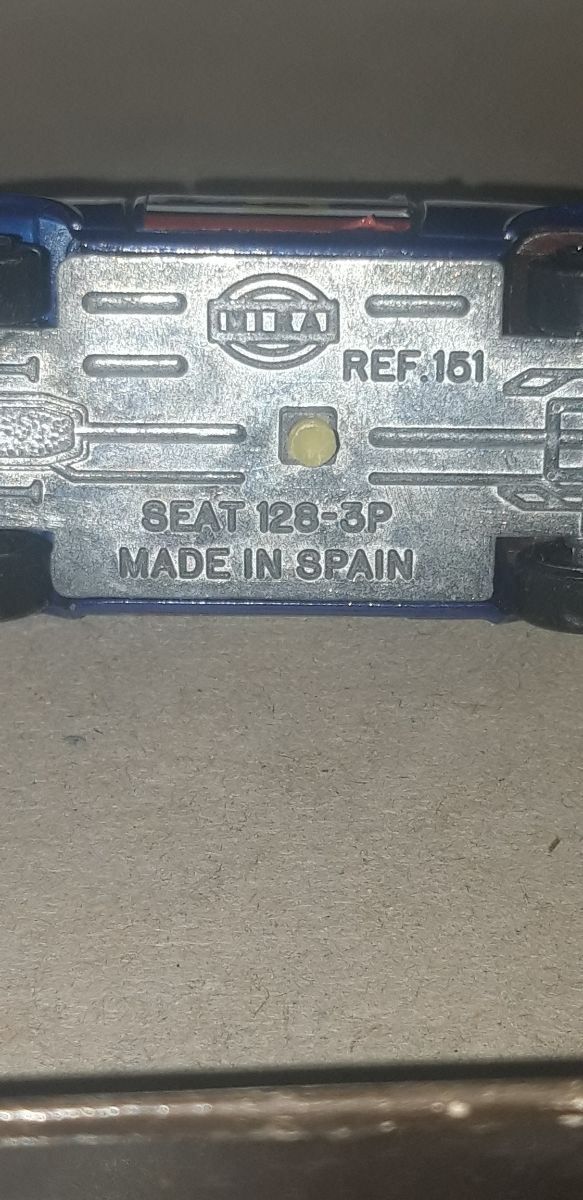 MIRA
REF.151
SEAT 128-3P
MADE IN SPAIN